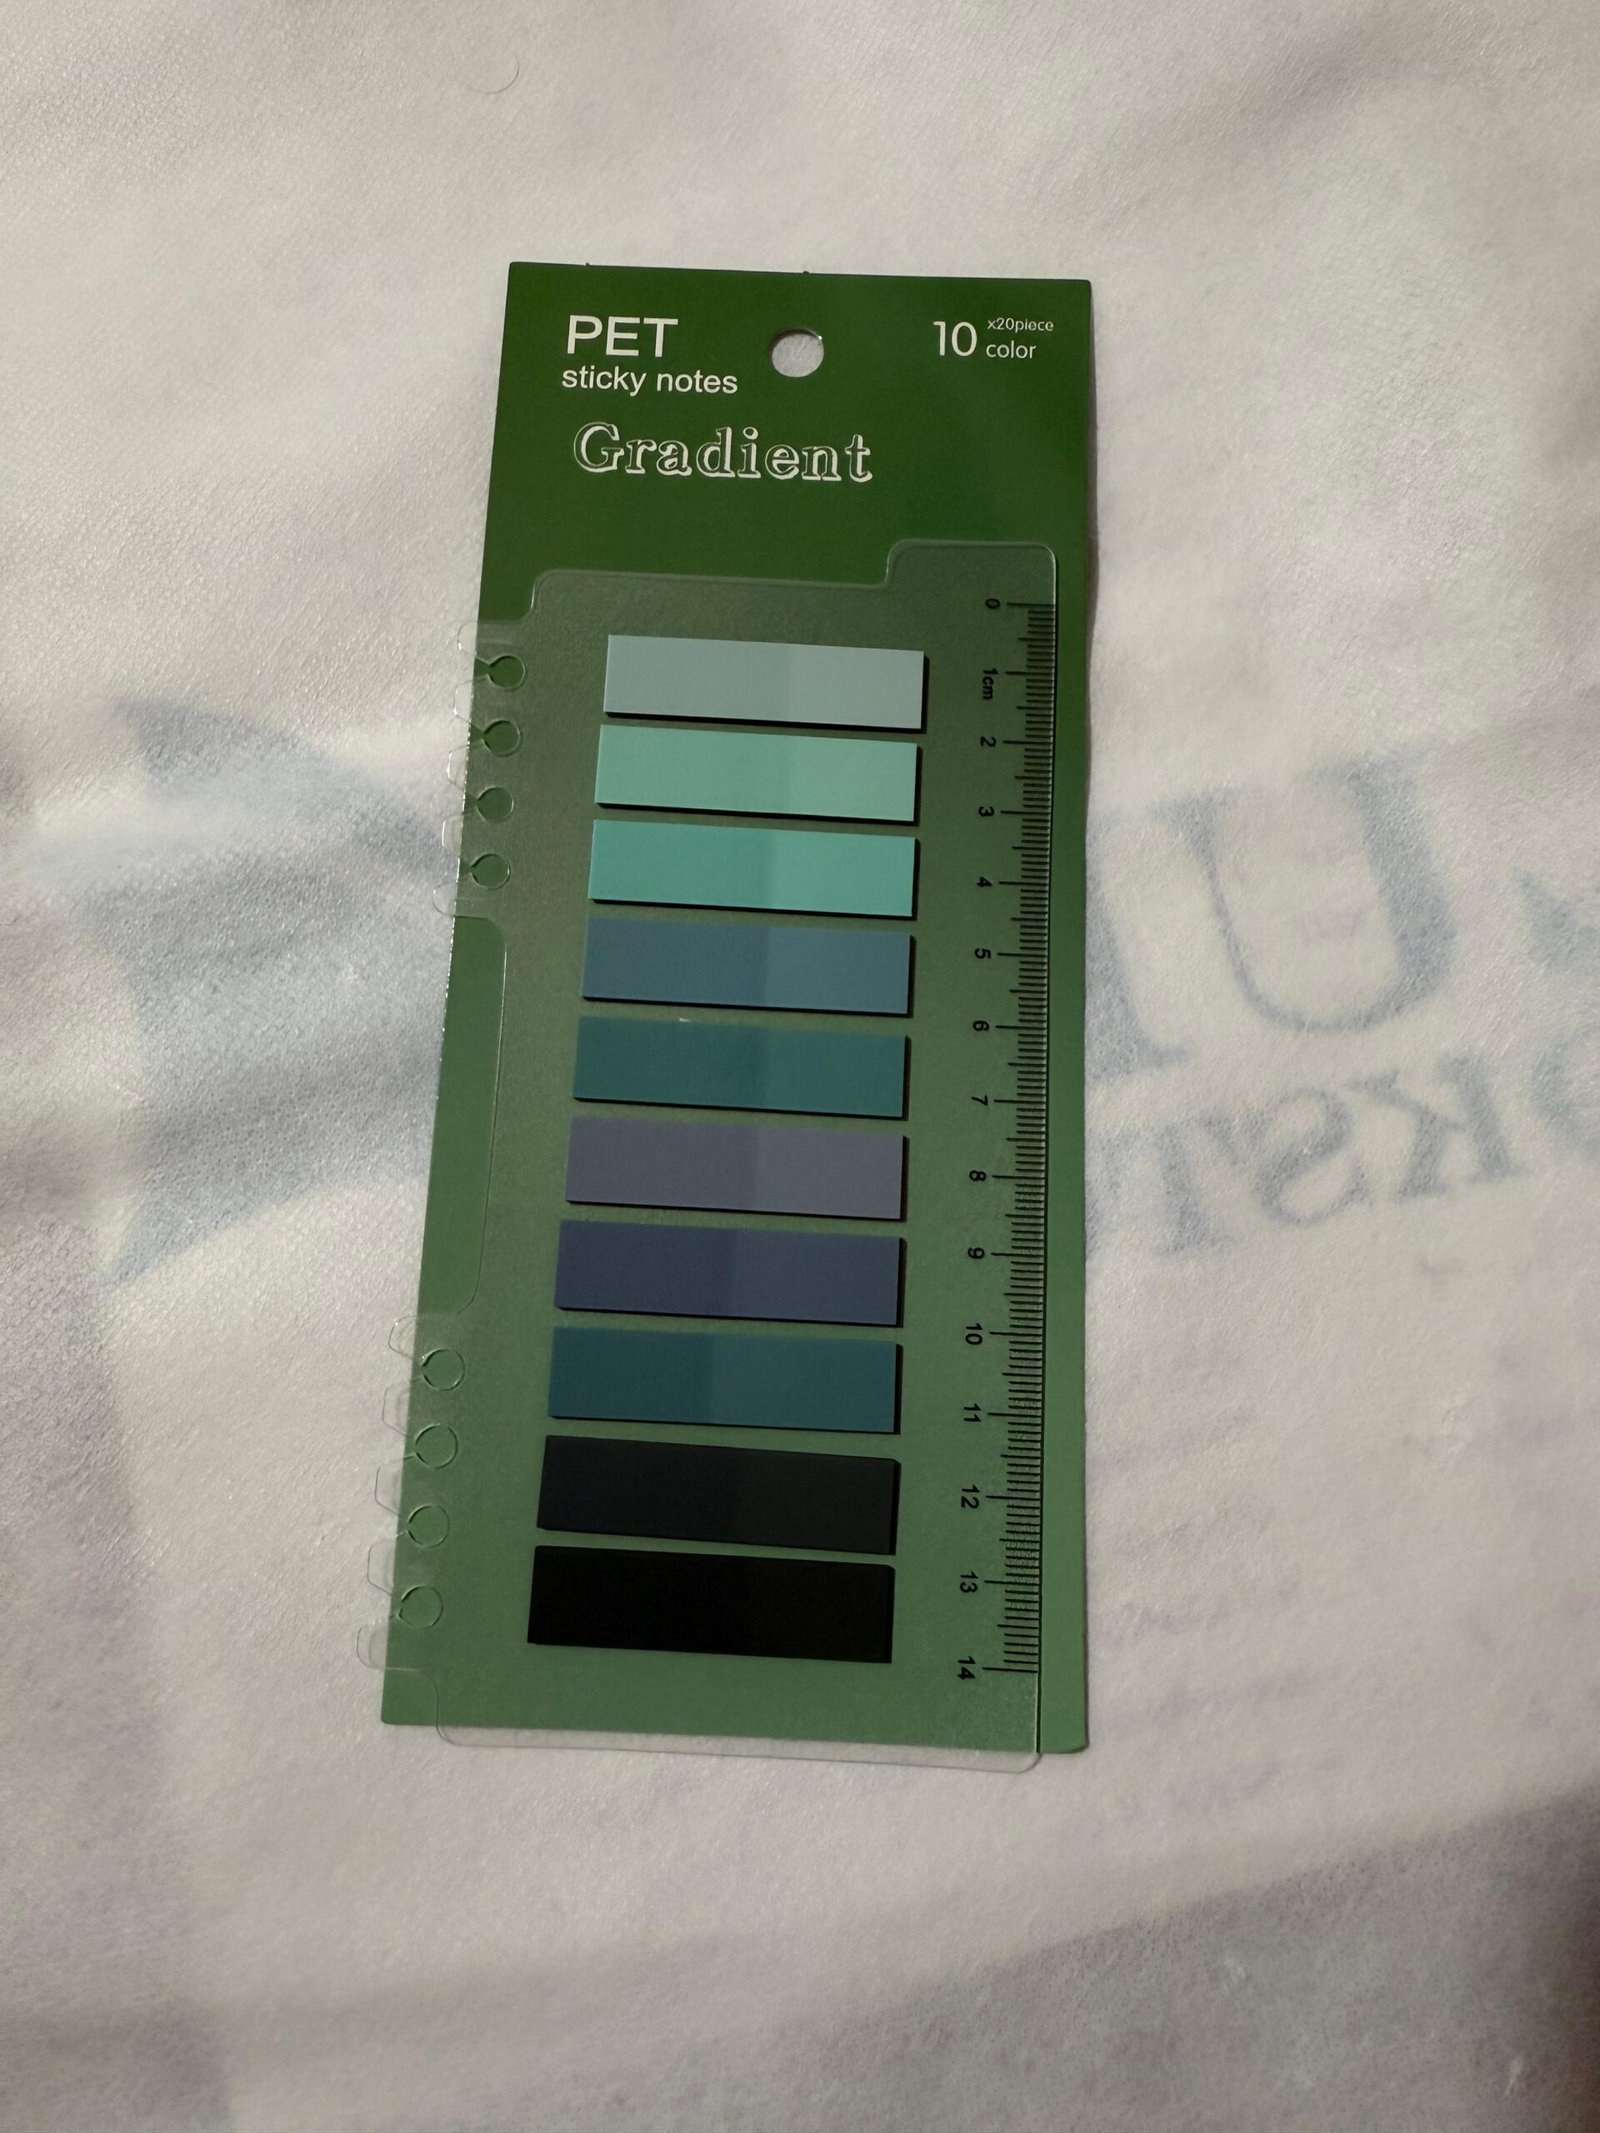 PET
sticky notes
10 x20piece
color
Gradient
0
1cm
2
3
4
5
6
7
8
9
10
11
12
13
14